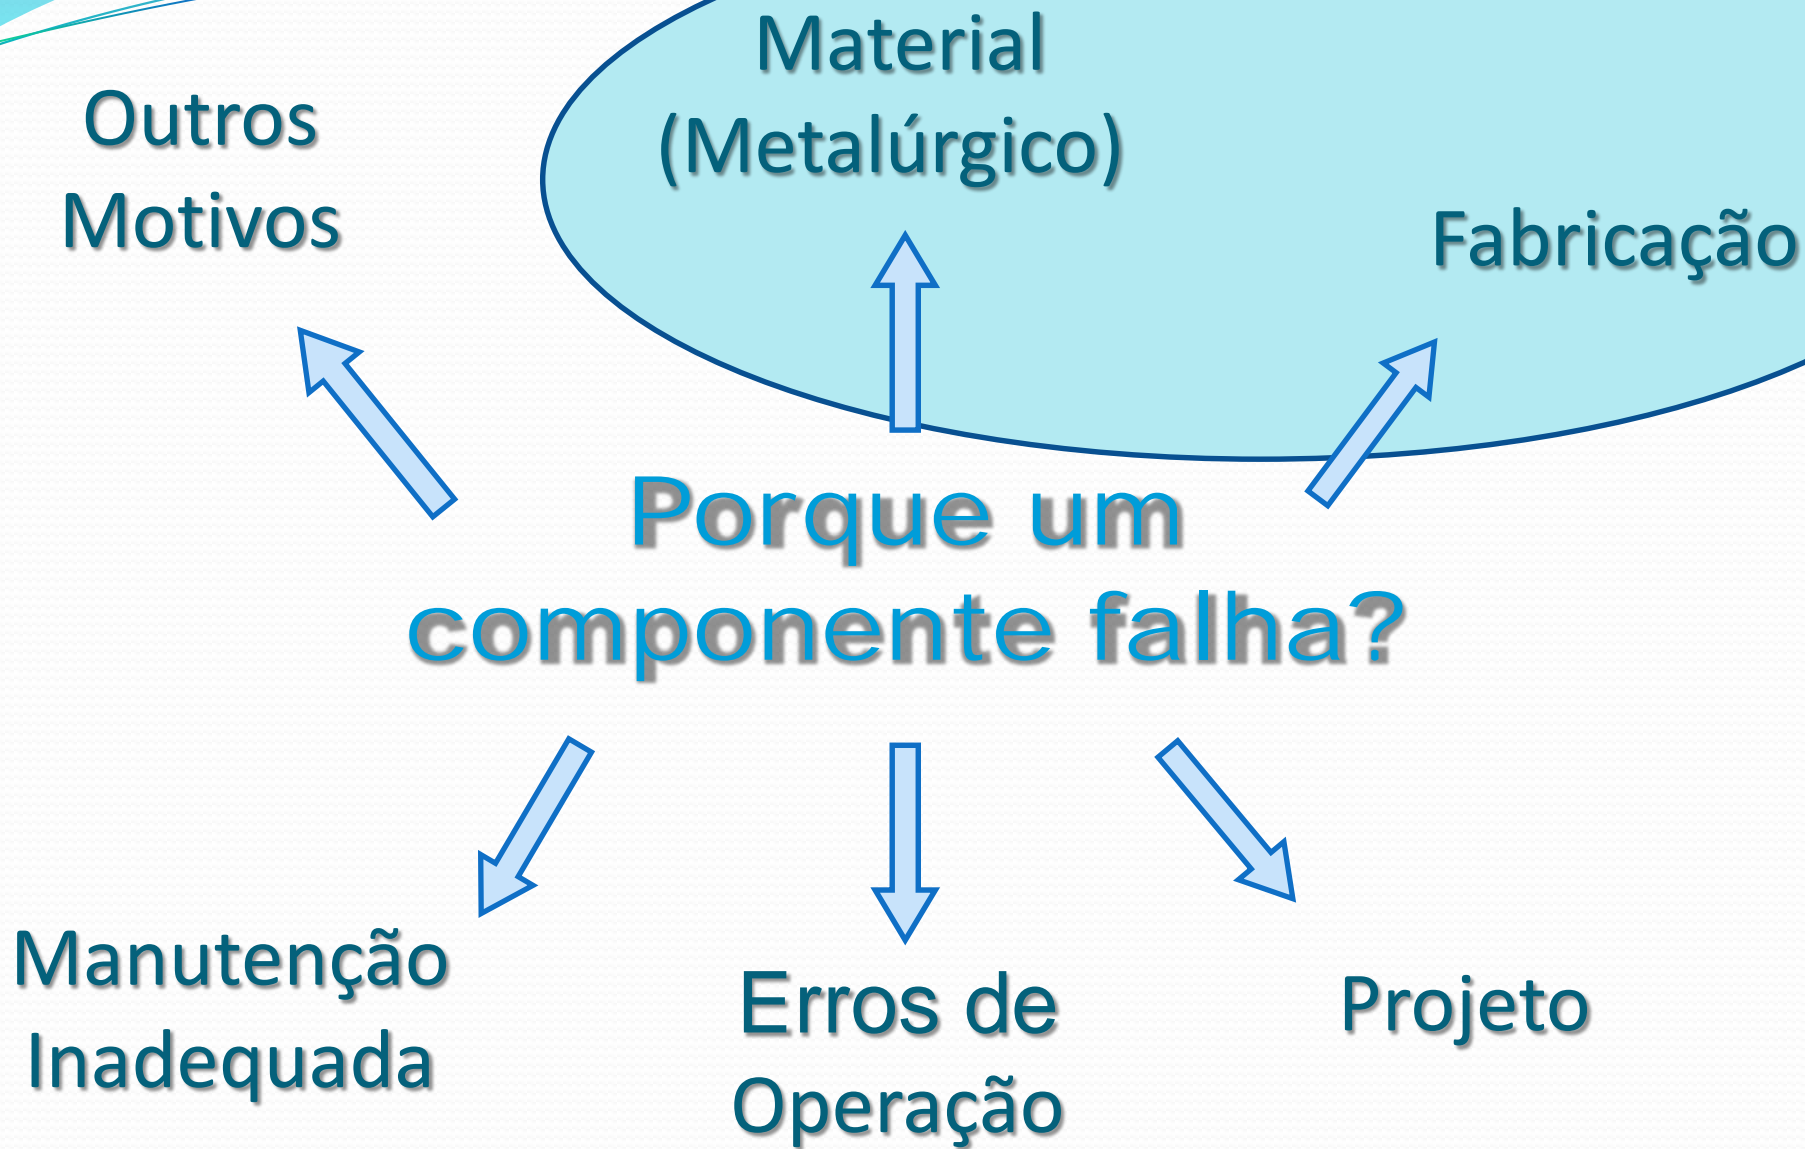 Material
(Metalúrgico)
Outros
Motivos
Fabricação
Porque um
componente falha?
Manutenção
Inadequada
Erros de
Operação
Projeto